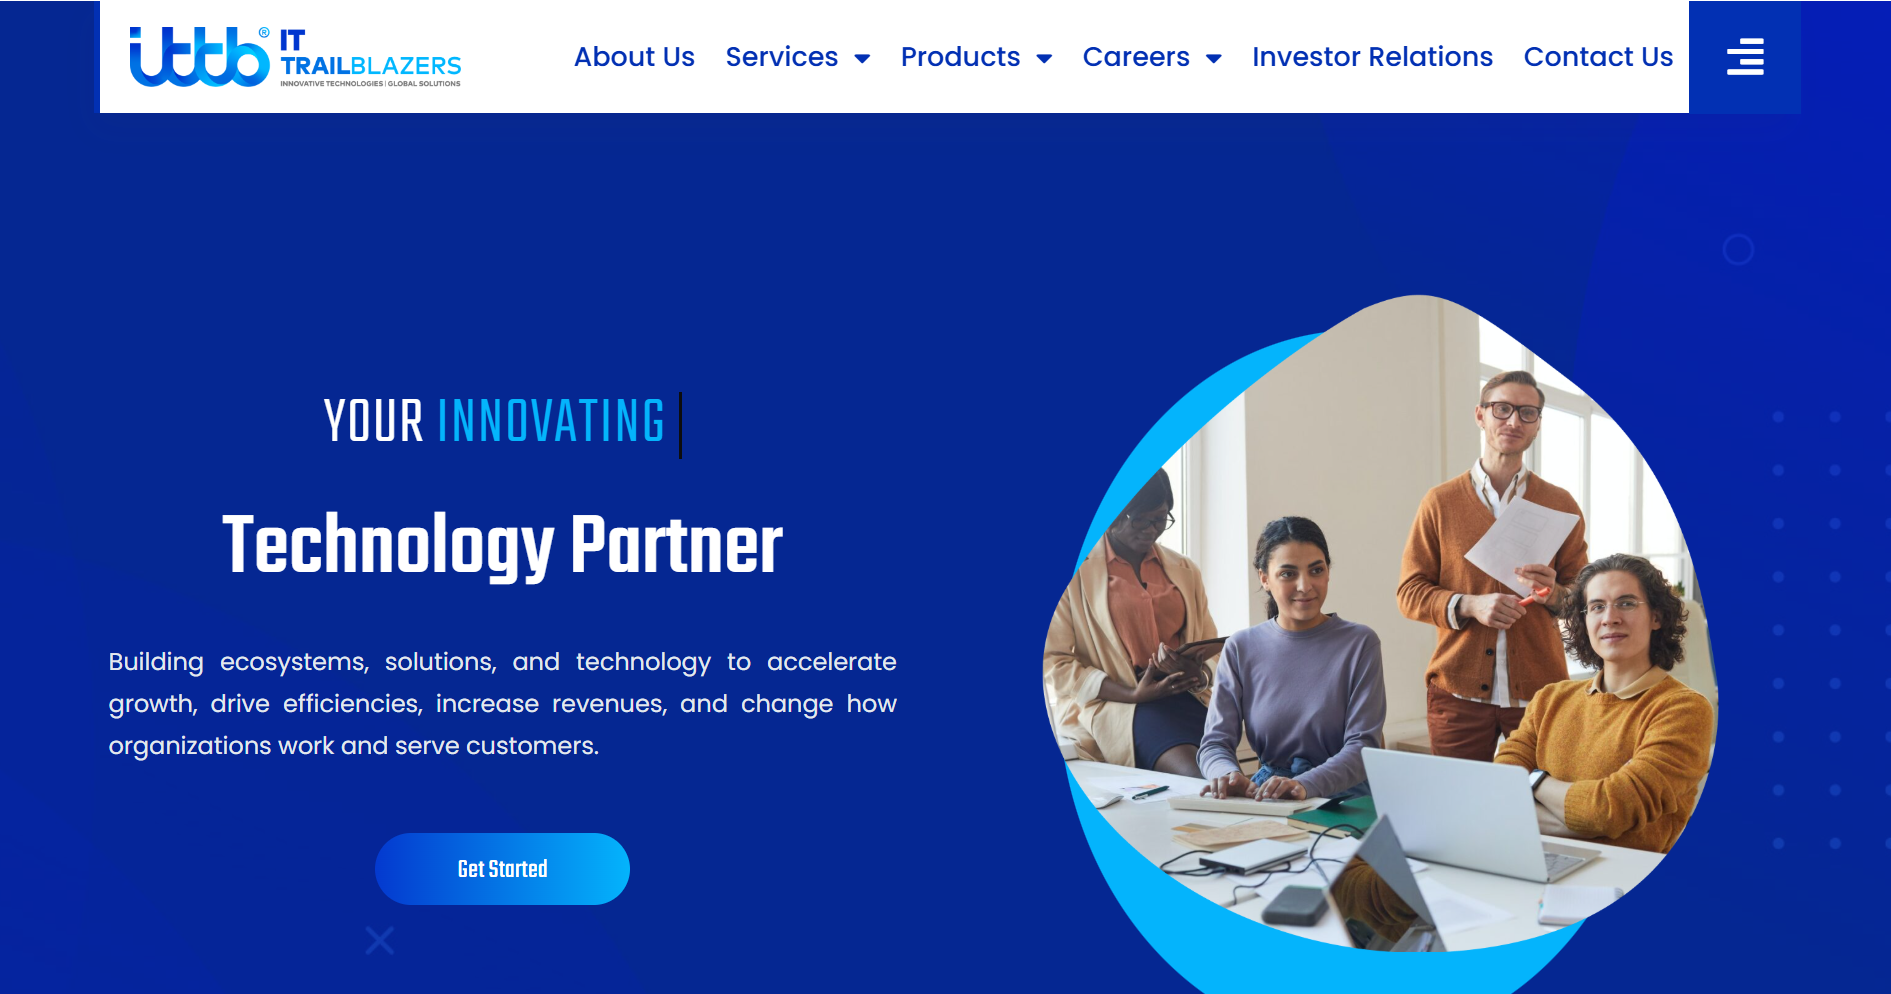 ittb® IT
TRAILBLAZERS
INNOVATIVE TECHNOLOGIES | GLOBAL SOLUTIONS
About Us Services Products Careers Investor Relations Contact Us
YOUR INNOVATING
Technology Partner
Building ecosystems, solutions, and technology to accelerate
growth, drive efficiencies, increase revenues, and change how
organizations work and serve customers.
Get Started